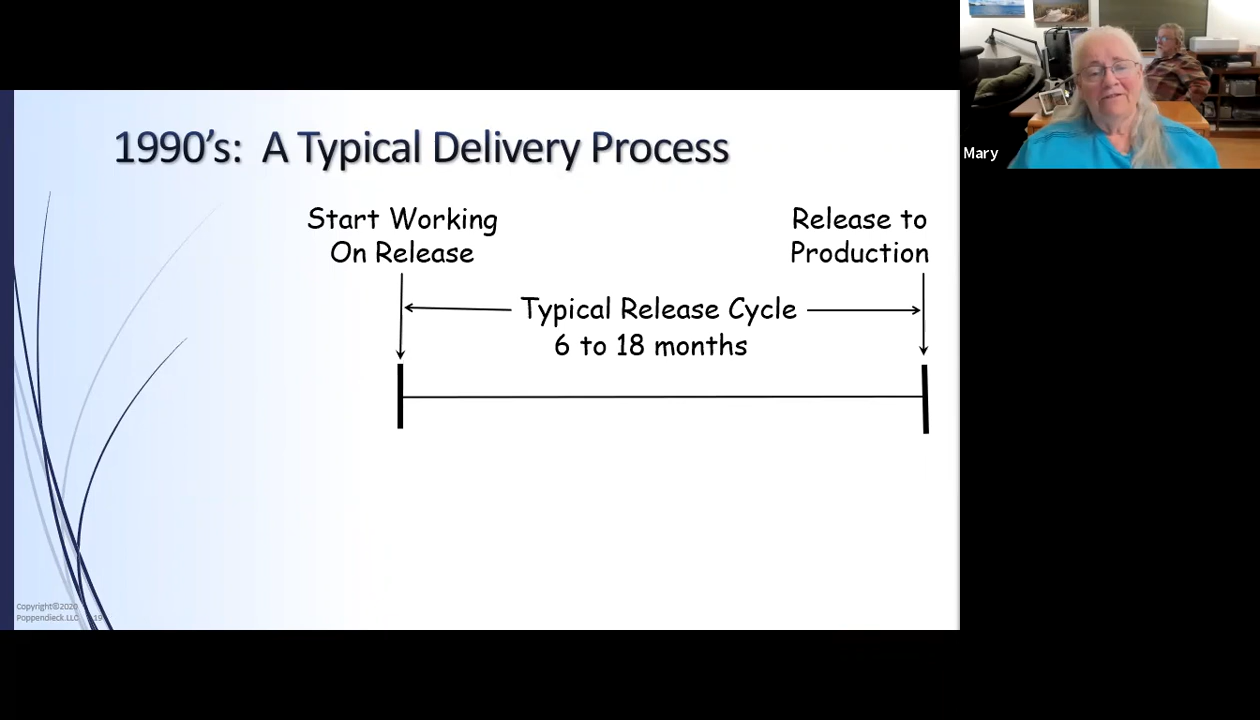 1990's: A Typical Delivery Process
Start Working
On Release
Release to
Production
Typical Release Cycle
6 to 18 months
Mary
Copyright©2020
Poppendieck.LLC 19